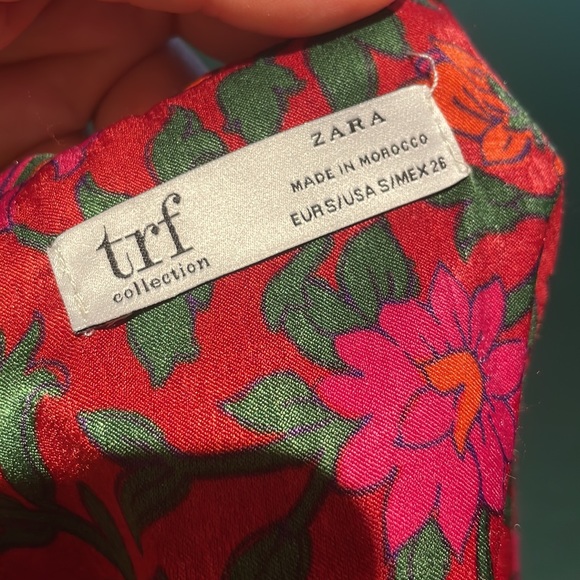 trf
collection
ZARA
MADE IN MOROCCO
EUR S/USA S/MEX 26